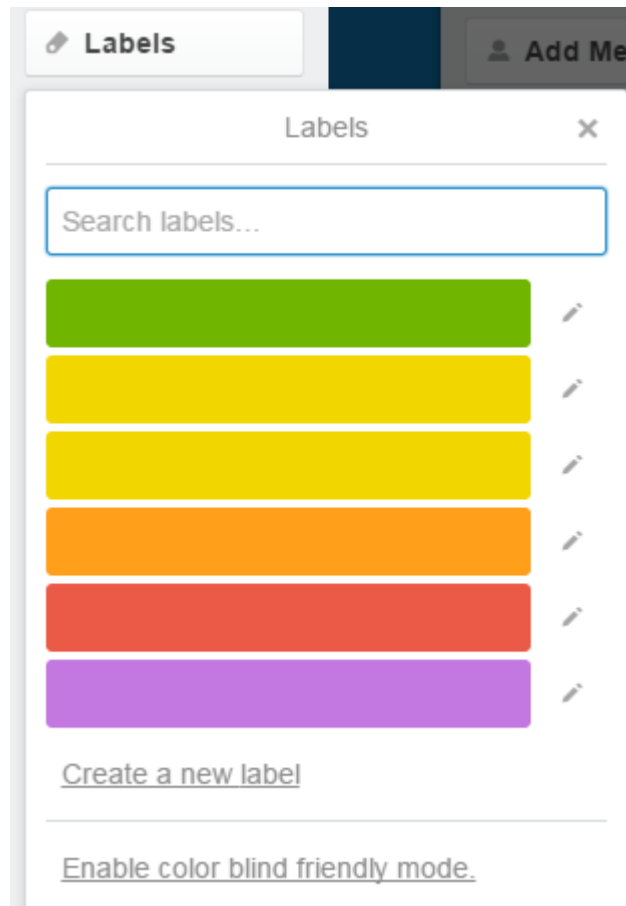 Labels
Add Me
Labels
Search labels...
Create a new label
Enable color blind friendly mode.